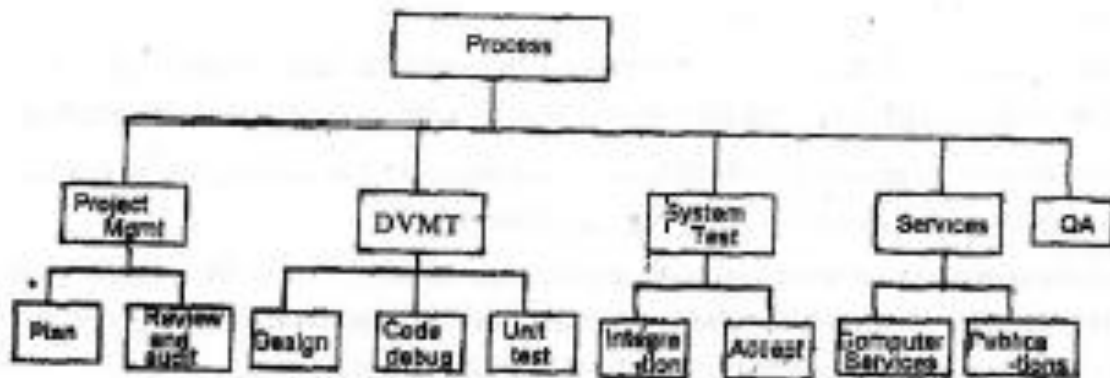 Process
Project
Mgmt
DVMT
System
Test
Services
QA
Plan
Review
and
audit
Design
Code
debug
Unit
test
Integra
-tion
Accept
Computer
Services
Publica
-tions